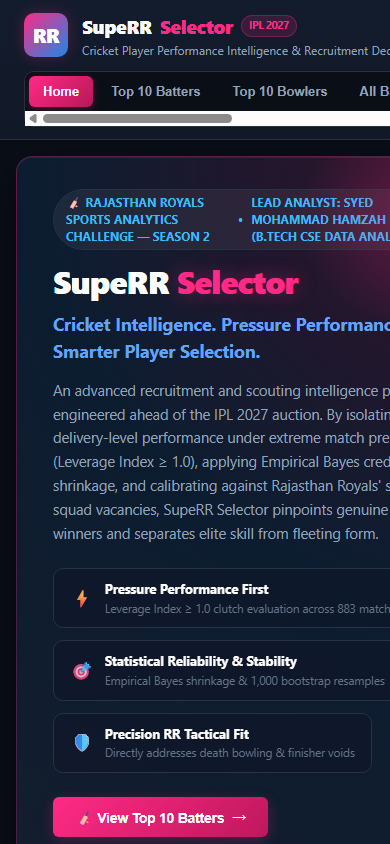 RR
SupeRR Selector IPL 2027
Cricket Player Performance Intelligence & Recruitment Dec
Home Top 10 Batters Top 10 Bowlers All B
RAJASTHAN ROYALS
SPORTS ANALYTICS
CHALLENGE — SEASON 2
• LEAD ANALYST: SYED
MOHAMMAD HAMZAH
(B.TECH CSE DATA ANAL
SupeRR Selector
Cricket Intelligence. Pressure Performanc
Smarter Player Selection.
An advanced recruitment and scouting intelligence p
engineered ahead of the IPL 2027 auction. By isolatin
delivery-level performance under extreme match pre
(Leverage Index ≥ 1.0), applying Empirical Bayes cred
shrinkage, and calibrating against Rajasthan Royals' s
squad vacancies, SupeRR Selector pinpoints genuine
winners and separates elite skill from fleeting form.
Pressure Performance First
Leverage Index ≥ 1.0 clutch evaluation across 883 match
Statistical Reliability & Stability
Empirical Bayes shrinkage & 1,000 bootstrap resamples
Precision RR Tactical Fit
Directly addresses death bowling & finisher voids
View Top 10 Batters →